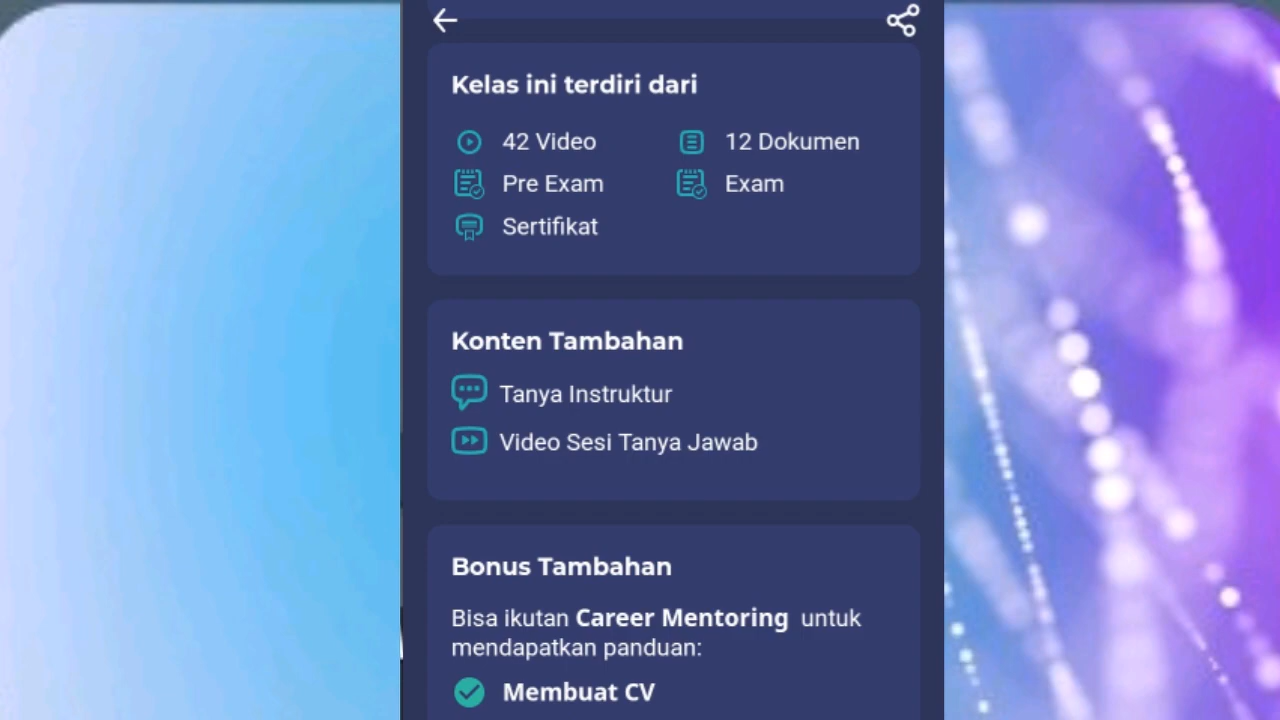 Kelas ini terdiri dari
42 Video
12 Dokumen
Pre Exam
Exam
Sertifikat
Konten Tambahan
Tanya Instruktur
Video Sesi Tanya Jawab
Bonus Tambahan
Bisa ikutan Career Mentoring untuk
mendapatkan panduan:
Membuat CV